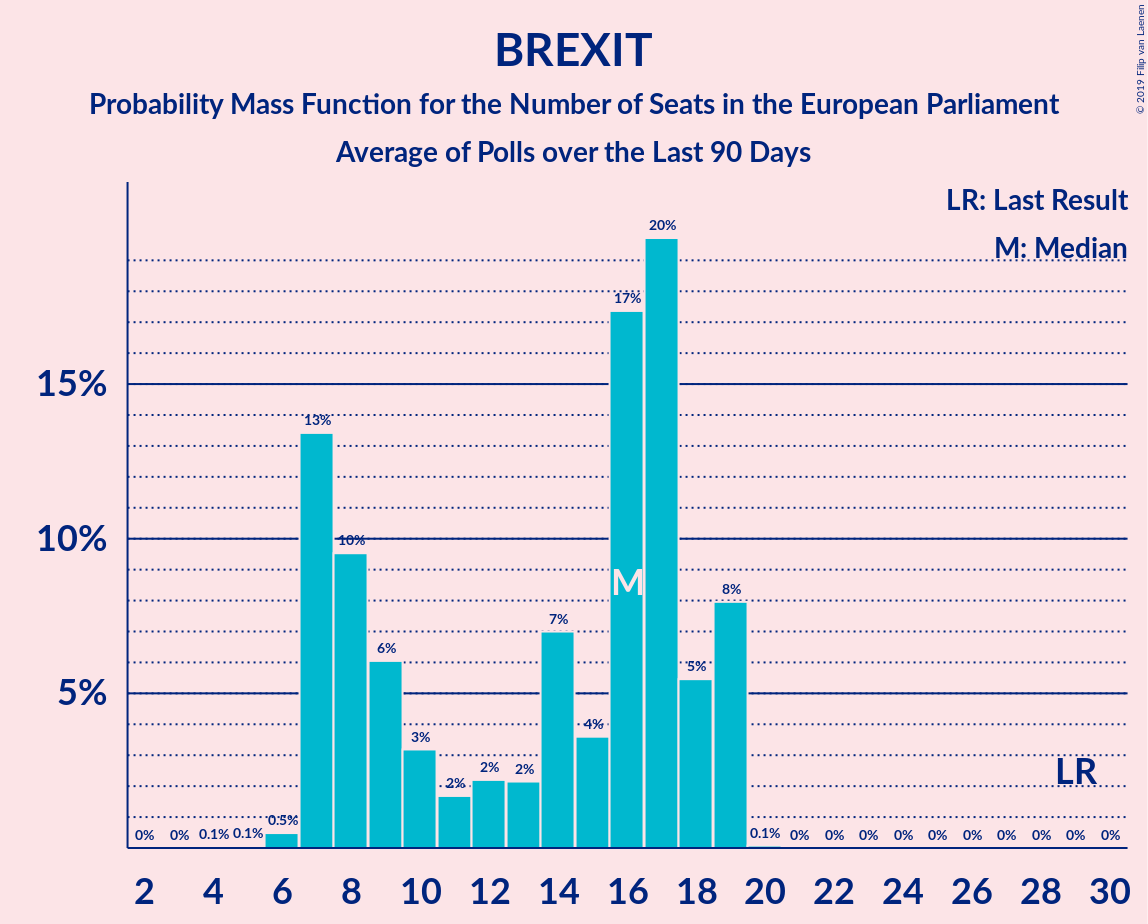 BREXIT
Probability Mass Function for the Number of Seats in the European Parliament
Average of Polls over the Last 90 Days
© 2019 Filip van Laenen
LR: Last Result
M: Median
15%
10%
5%
0% 0% 0.1% 0.1% 0.5% 13% 10% 6% 3% 2% 2% 2% 7% 4% 17% 20% 5% 8% 0.1% 0% 0% 0% 0% 0% 0% 0% 0% 0% 0%
M
LR
2 4 6 8 10 12 14 16 18 20 22 24 26 28 30